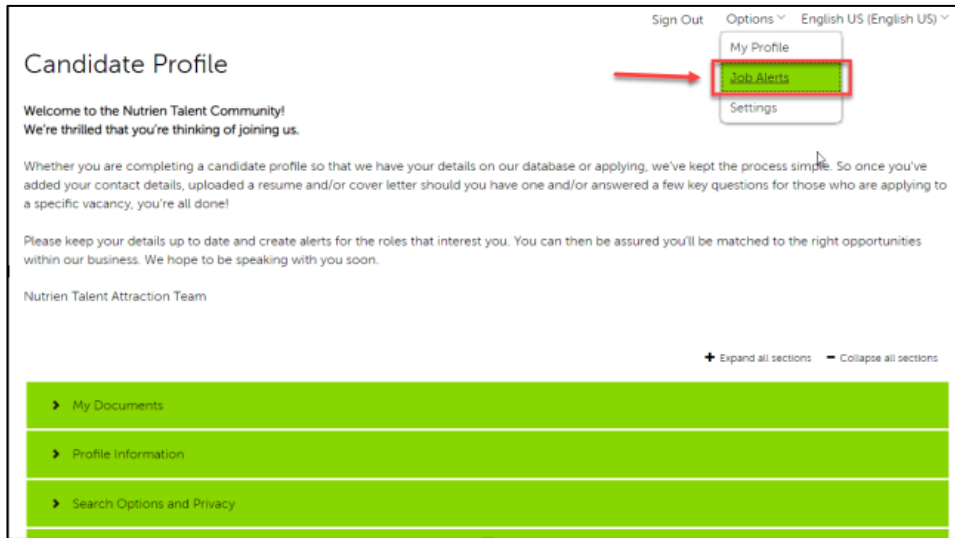 Sign Out Options English US (English US)
My Profile
Candidate Profile
Job Alerts
Settings
Welcome to the Nutrien Talent Community!
We're thrilled that you're thinking of joining us.
Whether you are completing a candidate profile so that we have your details on our database or applying, we've kept the process simple. So once you've
added your contact details, uploaded a resume and/or cover letter should you have one and/or answered a few key questions for those who are applying to
a specific vacancy, you're all done!
Please keep your details up to date and create alerts for the roles that interest you. You can then be assured you'll be matched to the right opportunities
within our business. We hope to be speaking with you soon.
Nutrien Talent Attraction Team
Expand all sections Collapse all sections
My Documents
Profile Information
Search Options and Privacy